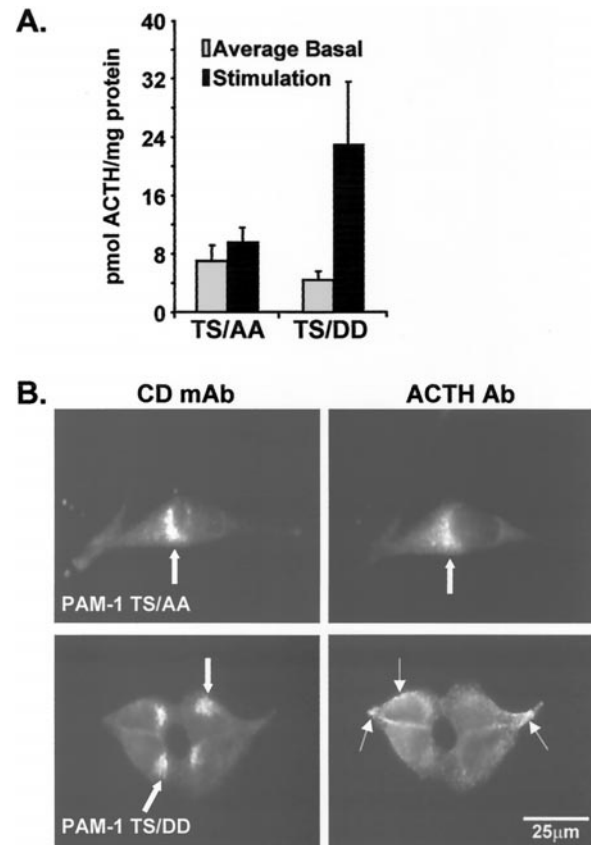 A.
pmol ACTH/mg protein
40
32
24
16
8
0
Average Basal
Stimulation
TS/AA TS/DD
B.
CD mAb ACTH Ab
PAM-1 TS/AA
PAM-1 TS/DD
25μm